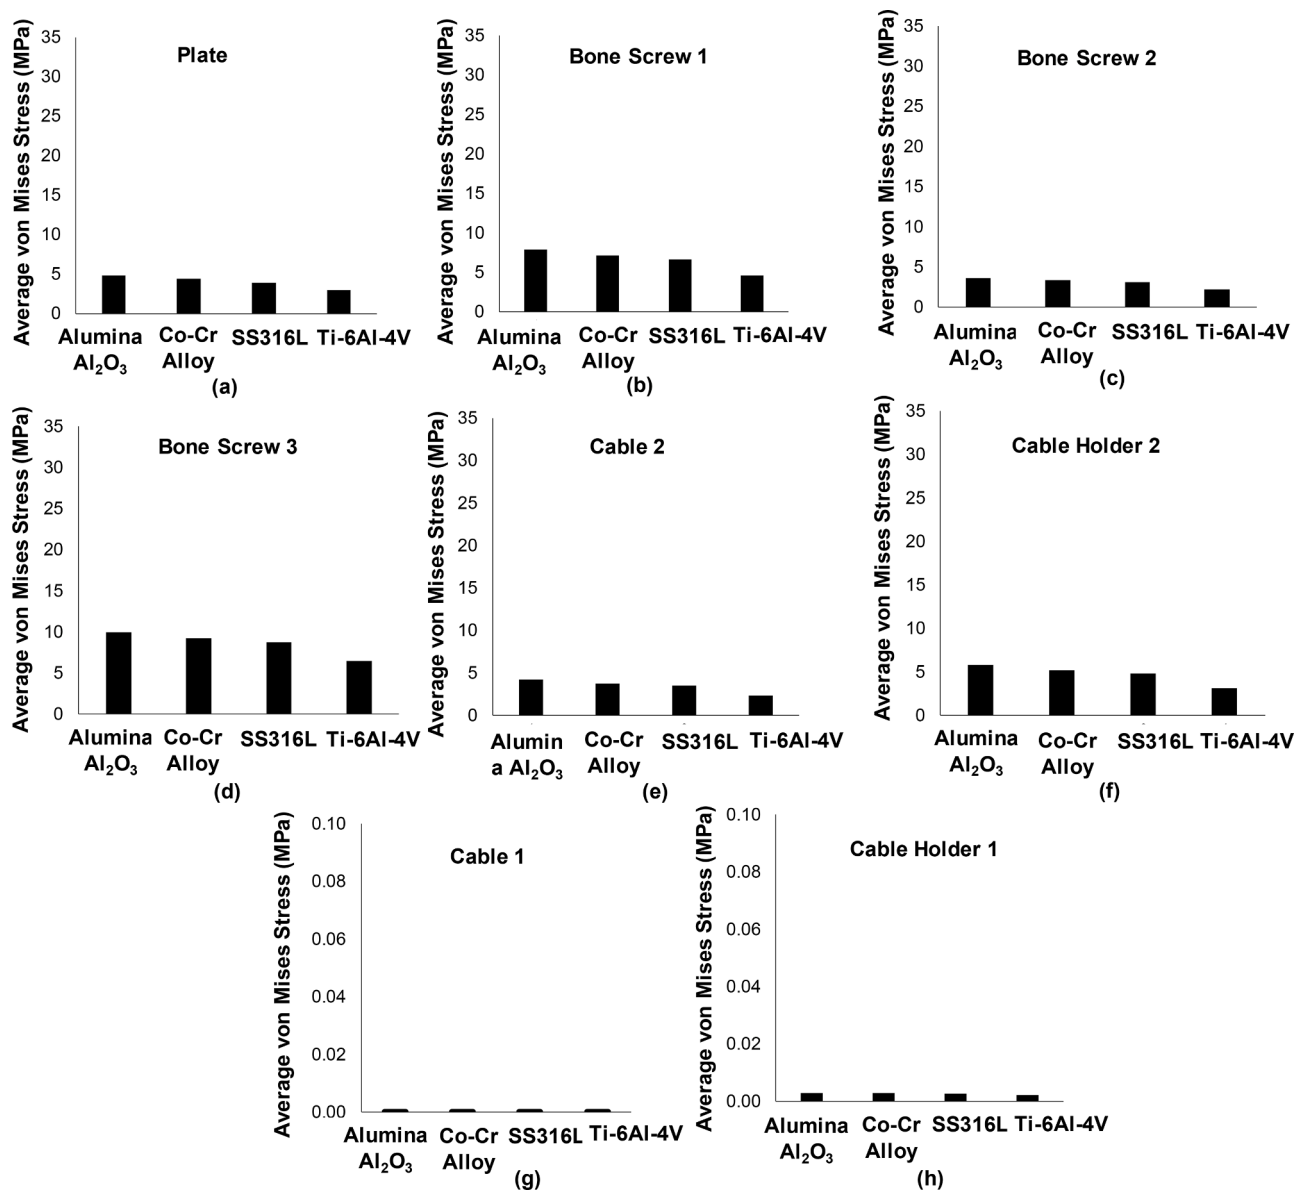 Average von Mises Stress (MPa)
Plate
35
30
25
20
15
10
5
0
Alumina Al₂O₃
Co-Cr Alloy
SS316L
Ti-6Al-4V
(a)
Average von Mises Stress (MPa)
Bone Screw 1
35
30
25
20
15
10
5
0
Alumina
Al₂O₃
Co-Cr
Alloy
SS316L
Ti-6Al-4V
(b)
Average von Mises Stress (MPa)
Bone Screw 2
35
30
25
20
15
10
5
0
Alumina
Al₂O₃
Co-Cr
Alloy
SS316L
Ti-6Al-4V
(c)
Average von Mises Stress (MPa)
Bone Screw 3
35
30
25
20
15
10
5
0
Alumina
Al₂O₃
Co-Cr
Alloy
SS316L
Ti-6Al-4V
(d)
Average von Mises Stress (MPa)
Cable 2
35
30
25
20
15
10
5
0
Alumin
a Al₂O₃
Co-Cr
Alloy
SS316L
Ti-6Al-4V
(e)
Average von Mises Stress (MPa)
Cable Holder 2
35
30
25
20
15
10
5
0
Alumina
Al₂O₃
Co-Cr
Alloy
SS316L
Ti-6Al-4V
(f)
Average von Mises Stress (MPa)
Cable 1
0.10
0.08
0.06
0.04
0.02
0.00
Alumina
Al₂O₃
Co-Cr
Alloy
SS316L
Ti-6Al-4V
(g)
Average von Mises Stress (MPa)
Cable Holder 1
0.10
0.08
0.06
0.04
0.02
0.00
Alumina
Al₂O₃
Co-Cr
Alloy
SS316L
Ti-6Al-4V
(h)